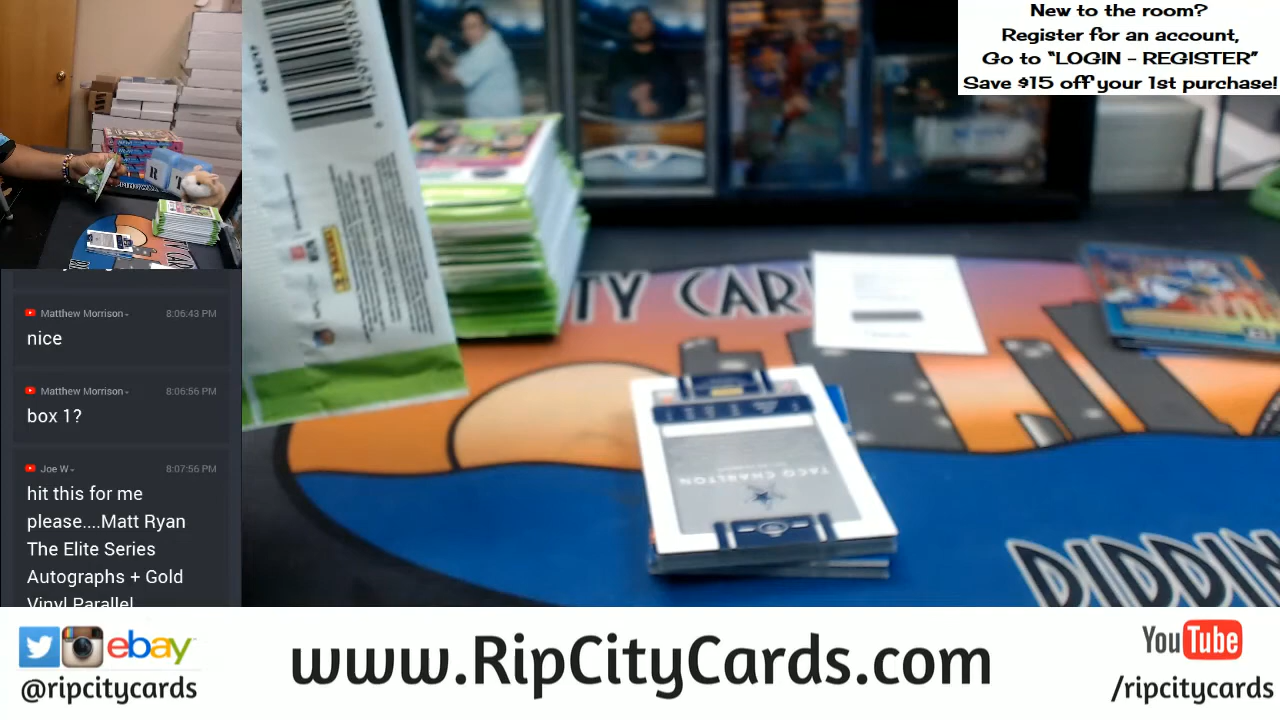 New to the room?
Register for an account,
Go to "LOGIN - REGISTER"
Save $15 off your 1st purchase!
Matthew Morrison
8:06:43 PM
nice
Matthew Morrison
8:06:56 PM
box 1?
Joe W
8:07:56 PM
hit this for me
please....Matt Ryan
The Elite Series
Autographs + Gold
Vinyl Parallel
TY CAR
TACO CHARLTON
RIPPIN
ebay
@ripcitycards
www.RipCityCards.com
YouTube
/ripcitycards